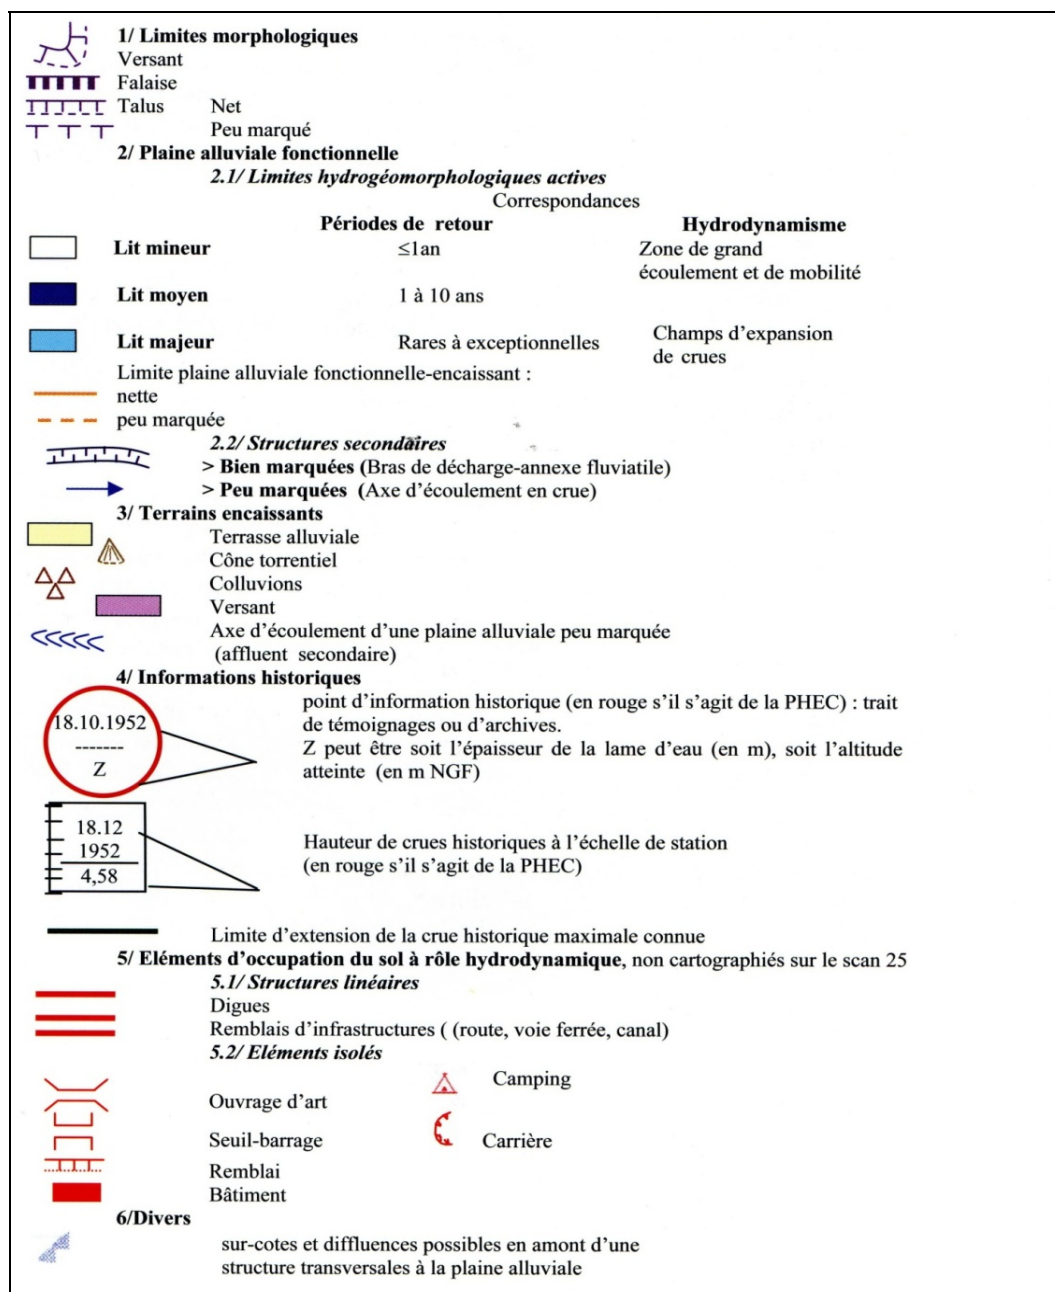 1/ Limites morphologiques
Versant
Falaise
Talus Net
Peu marqué
2/ Plaine alluviale fonctionnelle
2.1/ Limites hydrogéomorphologiques actives
Correspondances
Périodes de retour Hydrodynamisme
Lit mineur ≤1an Zone de grand
écoulement et de mobilité
Lit moyen 1 à 10 ans
Lit majeur Rares à exceptionnelles Champs d’expansion
de crues
Limite plaine alluviale fonctionnelle-encaissant :
nette
peu marquée
2.2/ Structures secondaires
> Bien marquées (Bras de décharge-annexe fluviatile)
> Peu marquées (Axe d’écoulement en crue)
3/ Terrains encaissants
Terrasse alluviale
Cône torrentiel
Colluvions
Versant
Axe d’écoulement d’une plaine alluviale peu marquée
(affluent secondaire)
4/ Informations historiques
18.10.1952
-------
Z
point d’information historique (en rouge s’il s’agit de la PHEC) : trait
de témoignages ou d’archives.
Z peut être soit l’épaisseur de la lame d’eau (en m), soit l’altitude
atteinte (en m NGF)
18.12
1952
4,58
Hauteur de crues historiques à l’échelle de station
(en rouge s’il s’agit de la PHEC)
Limite d’extension de la crue historique maximale connue
5/ Eléments d’occupation du sol à rôle hydrodynamique, non cartographiés sur le scan 25
5.1/ Structures linéaires
Digues
Remblais d’infrastructures ( (route, voie ferrée, canal)
5.2/ Eléments isolés
Camping
Ouvrage d’art
Seuil-barrage Carrière
Remblai
Bâtiment
6/Divers
sur-cotes et diffluences possibles en amont d’une
structure transversales à la plaine alluviale